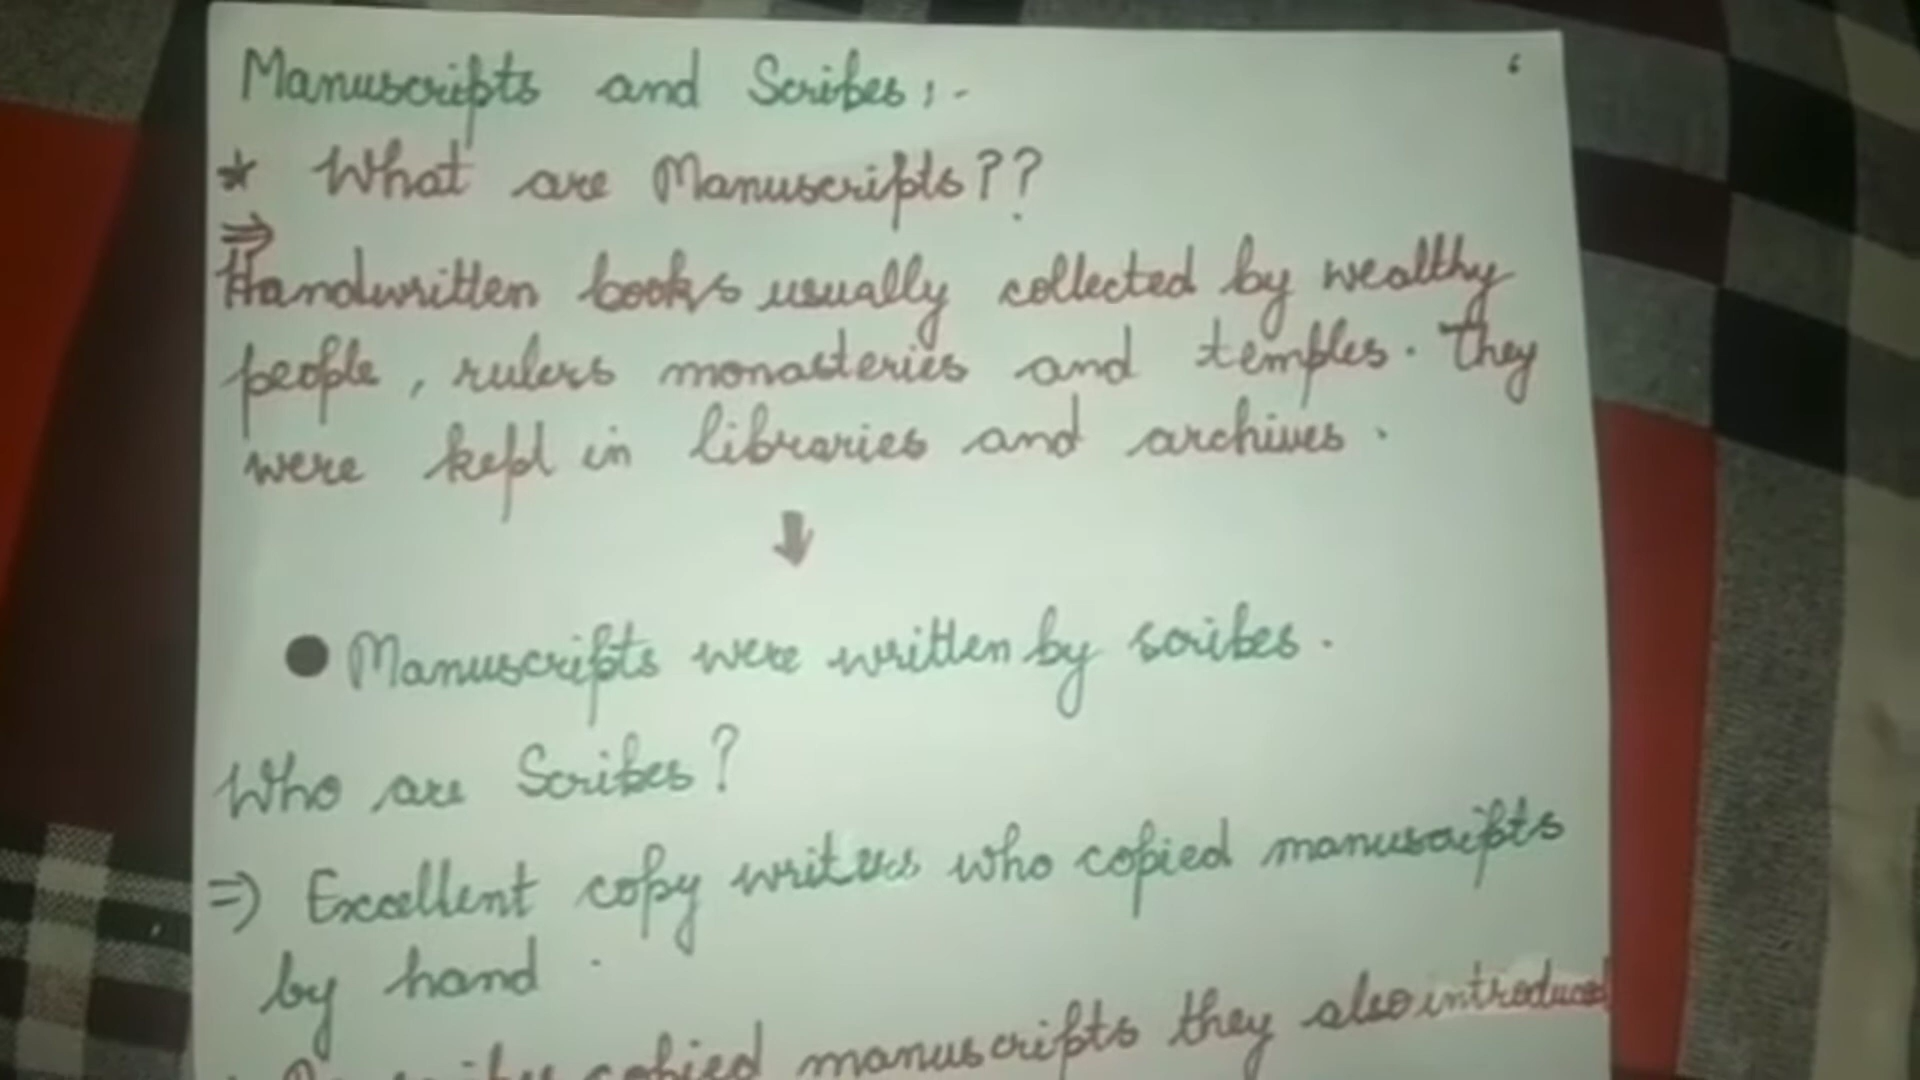 6
Manuscripts and Scribes :-
* What are Manuscripts??
⇒
Handwritten books usually collected by wealthy
people, rulers monasteries and temples. They
were kept in libraries and archives.
↓
● Manuscripts were written by scribes.
Who are Scribes?
⇒ Excellent copy writers who copied manuscripts
by hand.
copied manuscripts they also introduced